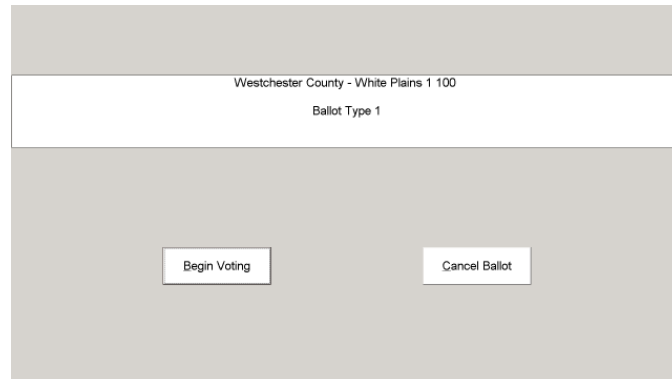 Westchester County - White Plains 1 100
Ballot Type 1
Begin Voting
Cancel Ballot